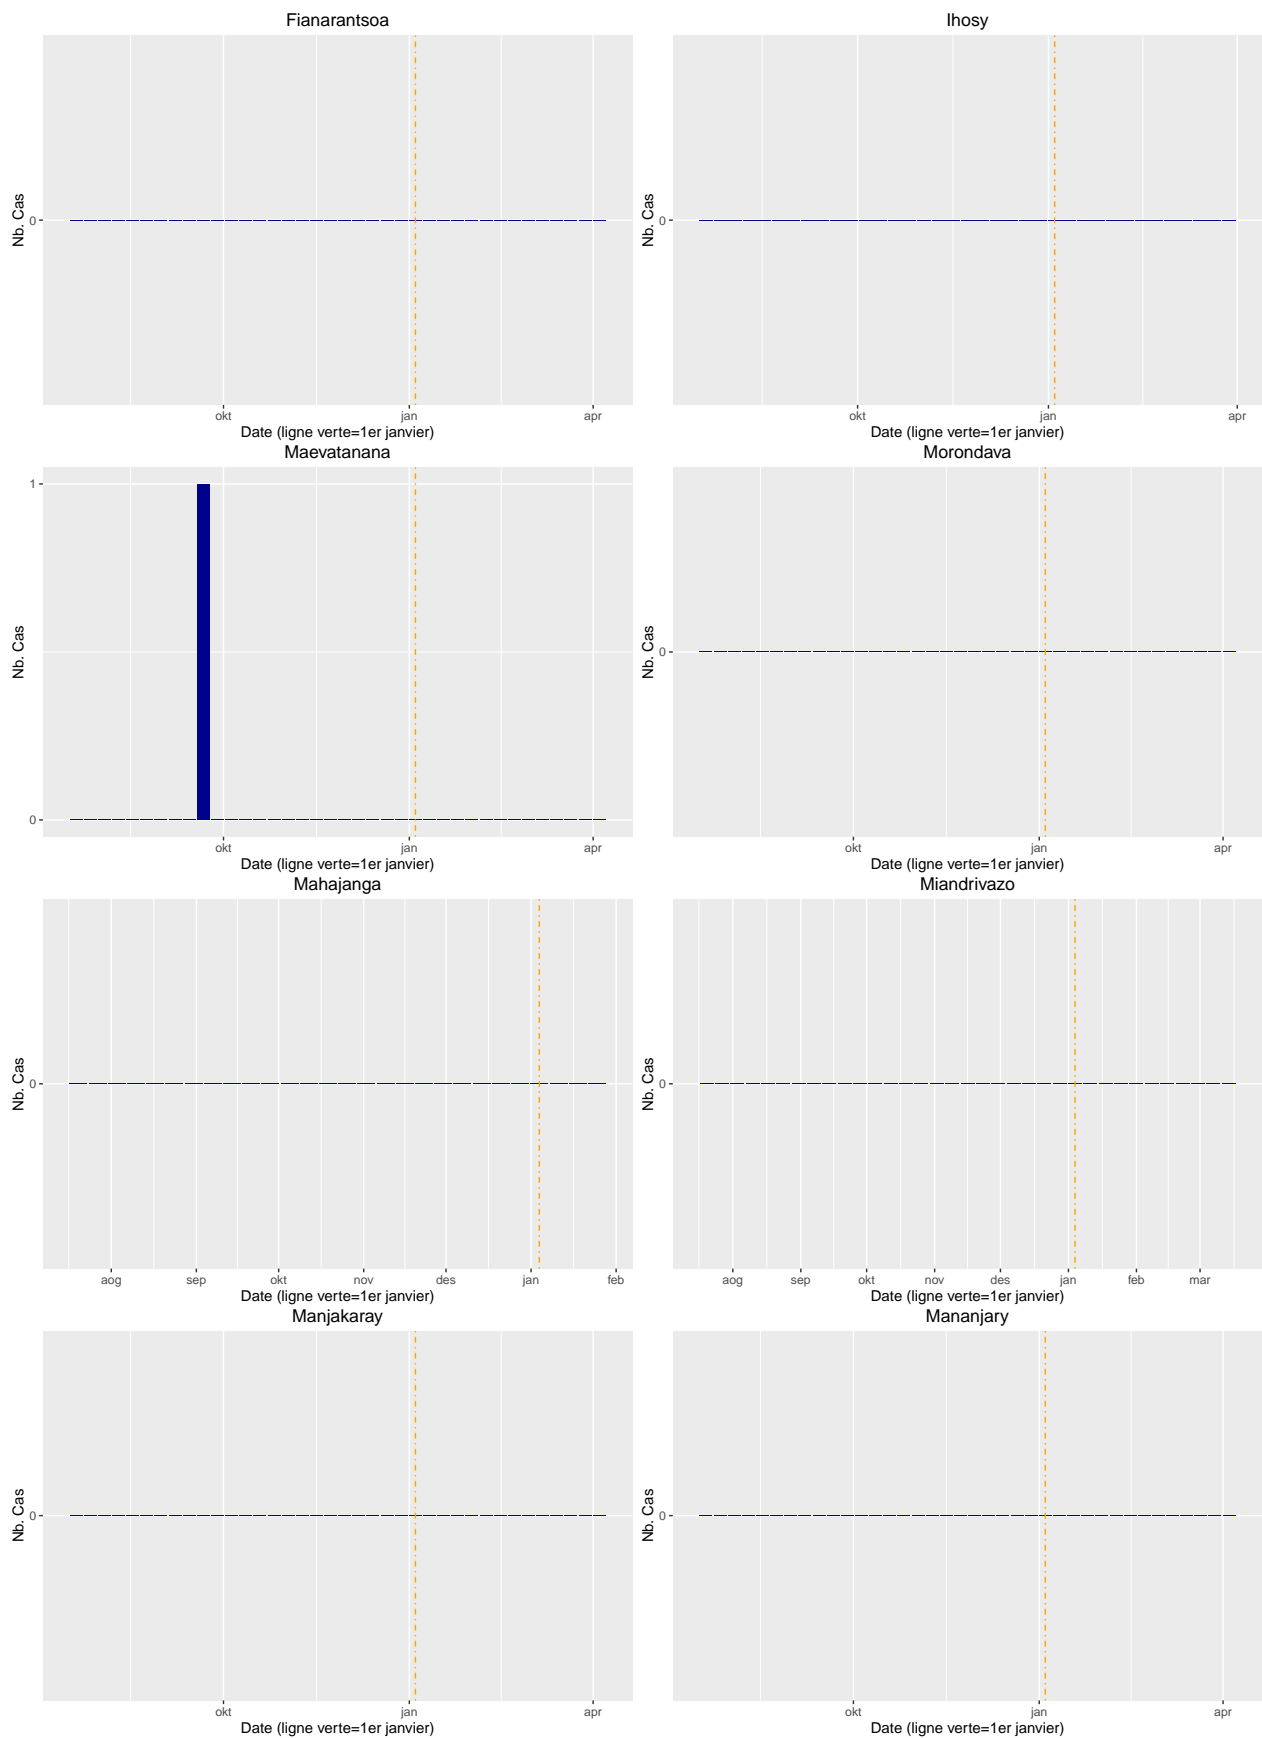 Fianarantsoa
Nb. Cas
0
okt jan apr
Date (ligne verte=1er janvier)
Ihosy
Nb. Cas
0
okt jan apr
Date (ligne verte=1er janvier)
Maevatanana
Nb. Cas
1
0
okt jan apr
Date (ligne verte=1er janvier)
Morondava
Nb. Cas
0
okt jan apr
Date (ligne verte=1er janvier)
Mahajanga
Nb. Cas
0
aog sep okt nov des jan feb
Date (ligne verte=1er janvier)
Miandrivazo
Nb. Cas
0
aog sep okt nov des jan feb mar
Date (ligne verte=1er janvier)
Manjakaray
Nb. Cas
0
okt jan apr
Date (ligne verte=1er janvier)
Mananjary
Nb. Cas
0
okt jan apr
Date (ligne verte=1er janvier)